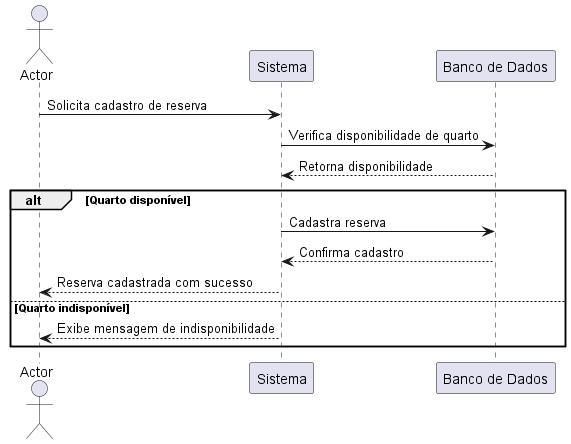 Actor
Sistema
Banco de Dados
Solicita cadastro de reserva
Verifica disponibilidade de quarto
Retorna disponibilidade
alt
[Quarto disponível]
Cadastra reserva
Confirma cadastro
Reserva cadastrada com sucesso
[Quarto indisponível]
Exibe mensagem de indisponibilidade
Actor
Sistema
Banco de Dados